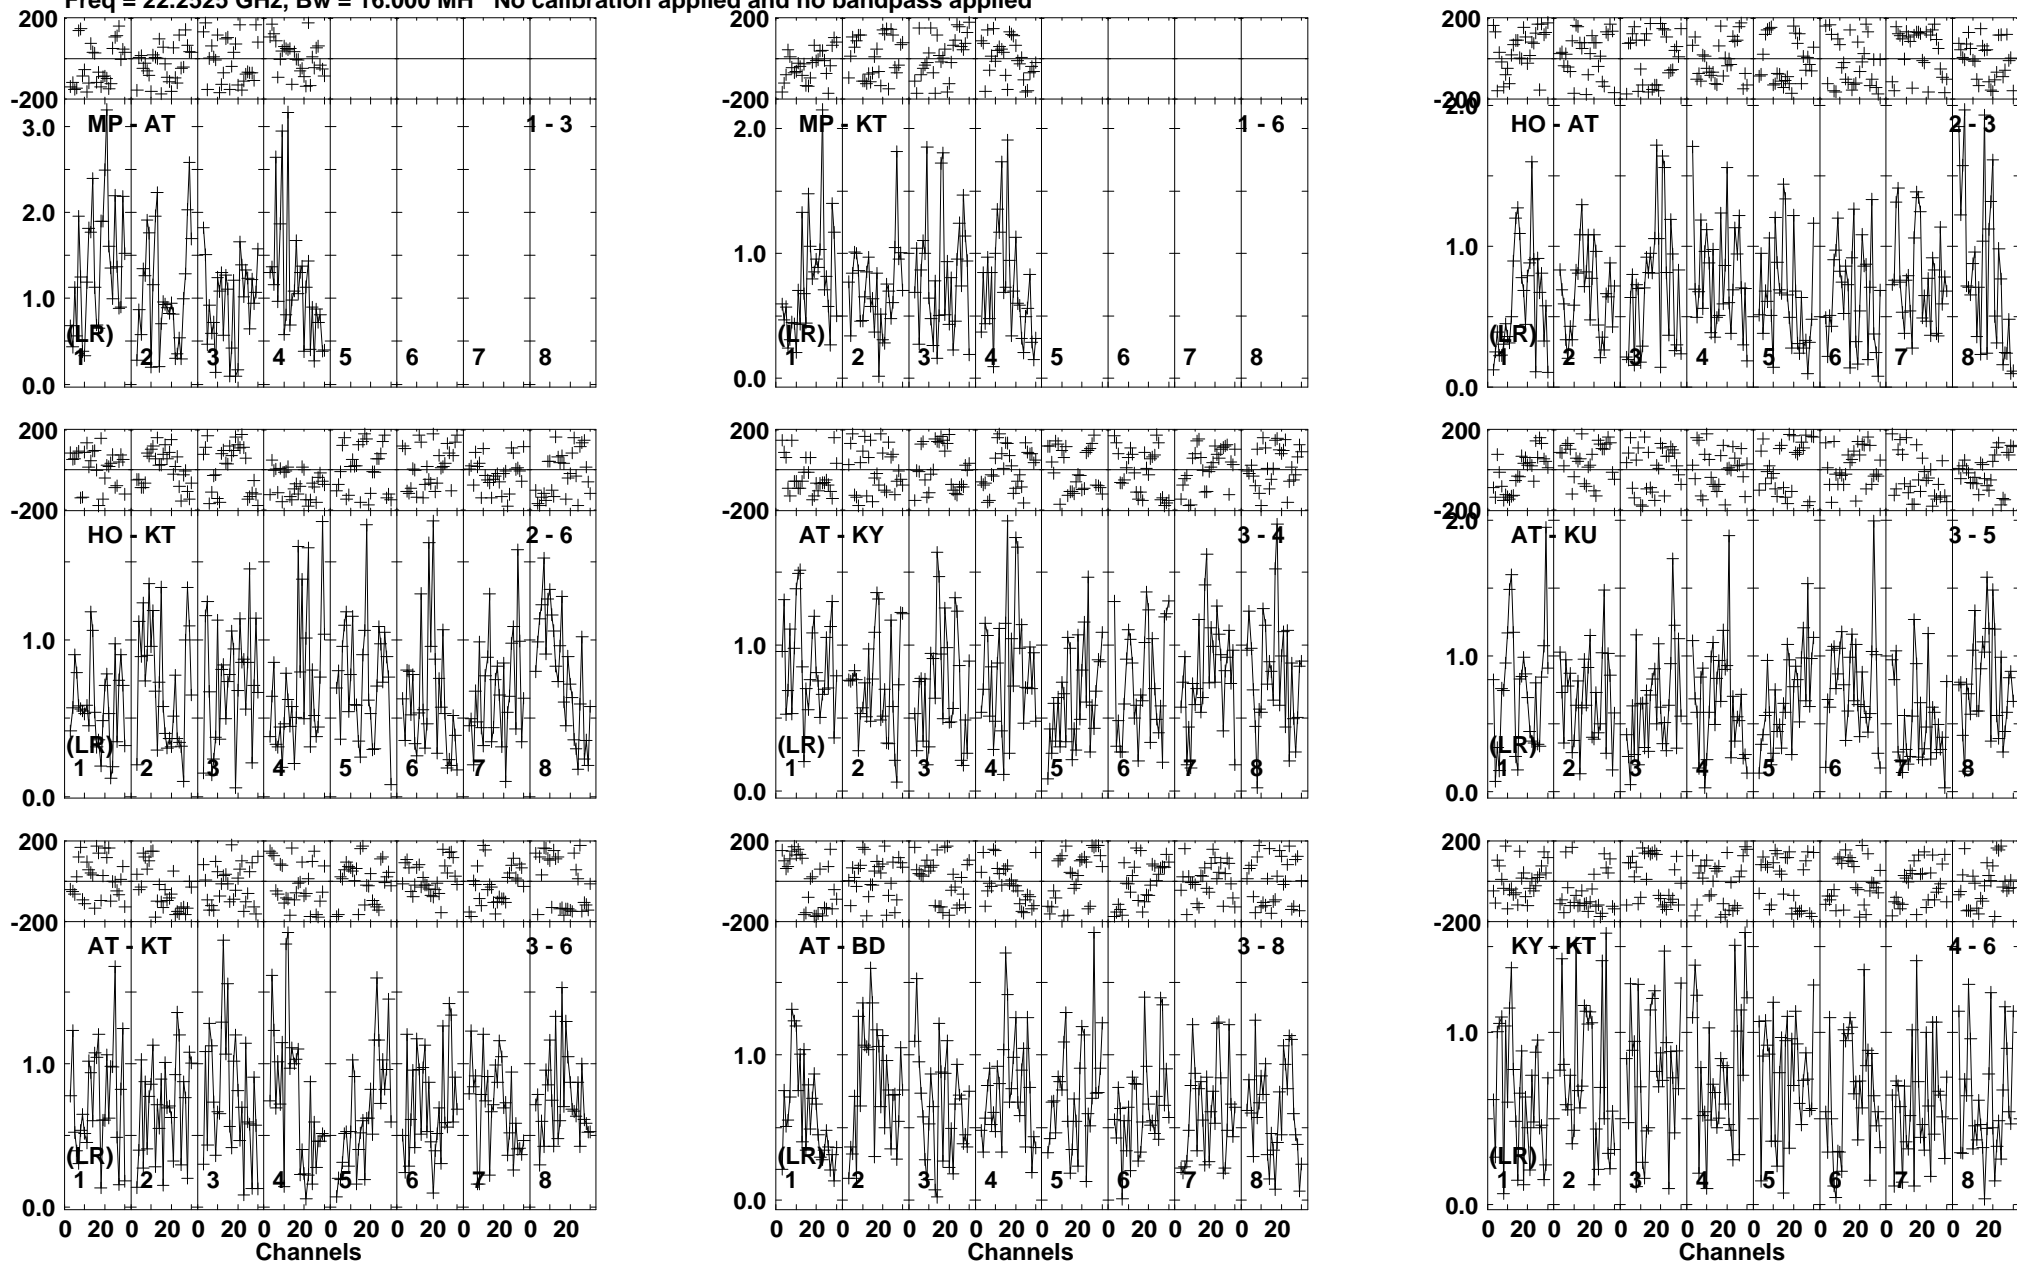 Freq = 22.2525 GHz, Bw = 16.000 MH No calibration applied and no bandpass applied
200
-200
MP - AT 1 - 3
3.0
2.0
1.0
0.0
(LR)
1 2 3 4 5 6 7 8
200
-200
MP - KT 1 - 6
2.0
1.0
0.0
(LR)
1 2 3 4 5 6 7 8
200
-200
2.0
HO - AT 2 - 3
1.0
0.0
(LR)
1 2 3 4 5 6 7 8
200
-200
HO - KT 2 - 6
1.0
0.0
(LR)
1 2 3 4 5 6 7 8
200
-200
AT - KY 3 - 4
1.0
0.0
(LR)
1 2 3 4 5 6 7 8
200
-200
2.0
AT - KU 3 - 5
1.0
0.0
(LR)
1 2 3 4 5 6 7 8
200
-200
AT - KT 3 - 6
1.0
0.0
(LR)
1 2 3 4 5 6 7 8
0 20 0 20 0 20 0 20 0 20 0 20 0 20 0 20
Channels
200
-200
AT - BD 3 - 8
1.0
0.0
(LR)
1 2 3 4 5 6 7 8
0 20 0 20 0 20 0 20 0 20 0 20 0 20 0 20
Channels
200
-200
KY - KT 4 - 6
1.0
0.0
(LR)
1 2 3 4 5 6 7 8
0 20 0 20 0 20 0 20 0 20 0 20 0 20 0 20
Channels